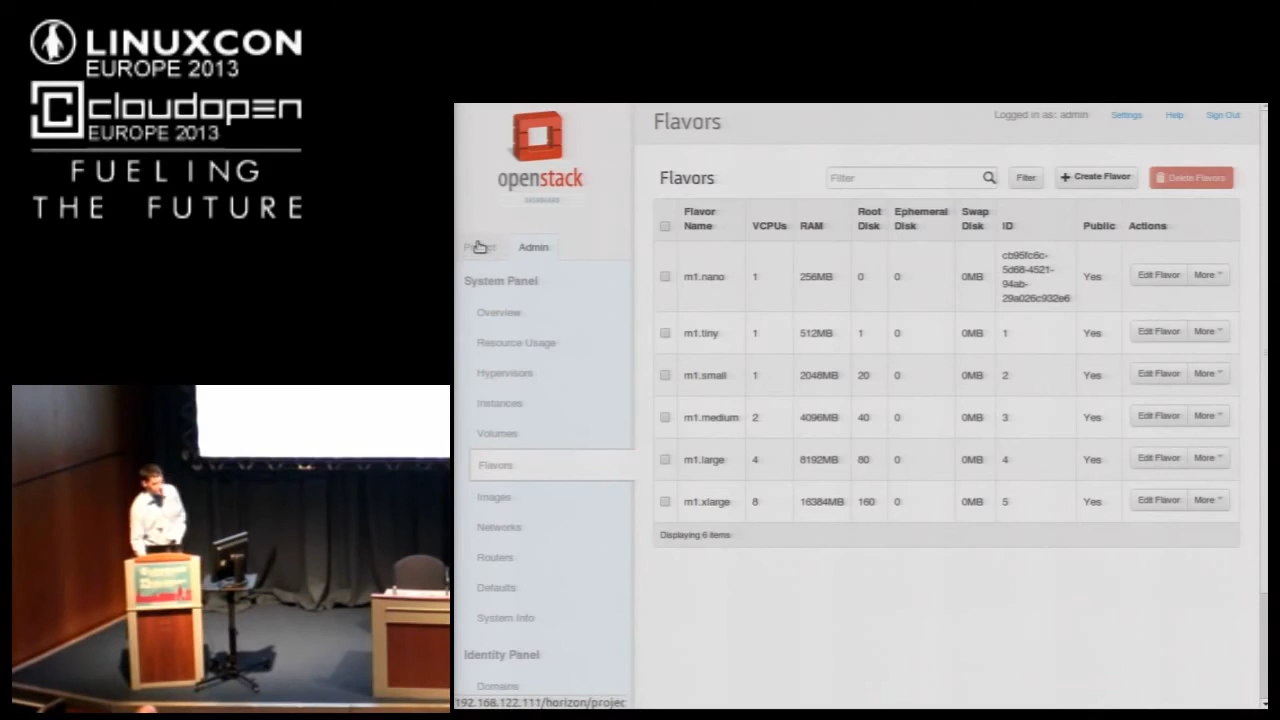 LINUXCON
EUROPE 2013
cloudopen
EUROPE 2013
FUELING
THE FUTURE
openstack
DASHBOARD
Admin
System Panel
Overview
Resource Usage
Hypervisors
Instances
Volumes
Flavors
Images
Networks
Routers
Defaults
System Info
Identity Panel
Domains
192.168.122.111/horizon/projec
Flavors
Logged in as: admin Settings Help Sign Out
Flavors
Filter Filter Create Flavor Delete Flavors
Flavor Name VCPUs RAM Root Disk Ephemeral Disk Swap Disk ID Public Actions
m1.nano 1 256MB 0 0 0MB cb95fc6c-5d68-4521-94ab-29a026c932e6 Yes Edit Flavor More
m1.tiny 1 512MB 1 0 0MB 1 Yes Edit Flavor More
m1.small 1 2048MB 20 0 0MB 2 Yes Edit Flavor More
m1.medium 2 4096MB 40 0 0MB 3 Yes Edit Flavor More
m1.large 4 8192MB 80 0 0MB 4 Yes Edit Flavor More
m1.xlarge 8 16384MB 160 0 0MB 5 Yes Edit Flavor More
Displaying 6 items